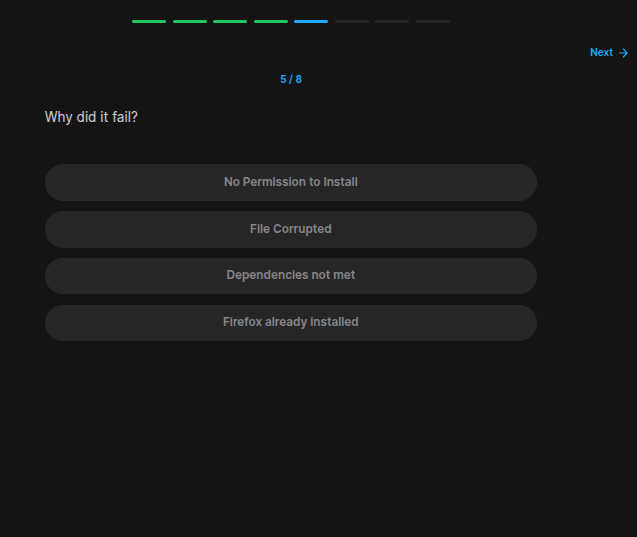 Next →
5 / 8
Why did it fail?
No Permission to Install
File Corrupted
Dependencies not met
Firefox already installed